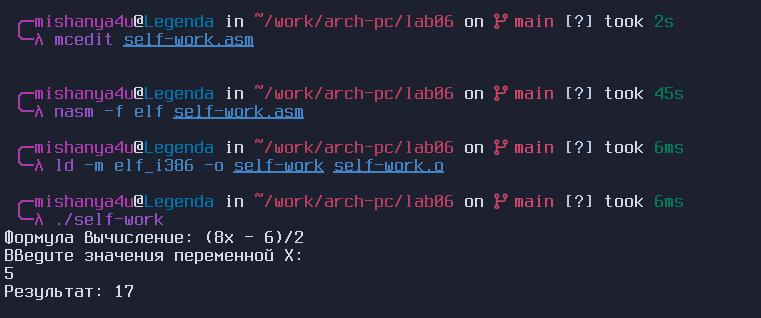 mishanya4u@Legenda in ~/work/arch-pc/lab06 on main [?] took 2s
λ mcedit self-work.asm
mishanya4u@Legenda in ~/work/arch-pc/lab06 on main [?] took 45s
λ nasm -f elf self-work.asm
mishanya4u@Legenda in ~/work/arch-pc/lab06 on main [?] took 6ms
λ ld -m elf_i386 -o self-work self-work.o
mishanya4u@Legenda in ~/work/arch-pc/lab06 on main [?] took 6ms
λ ./self-work
Формула Вычисление: (8x - 6)/2
ВВедите значения переменной X:
5
Результат: 17